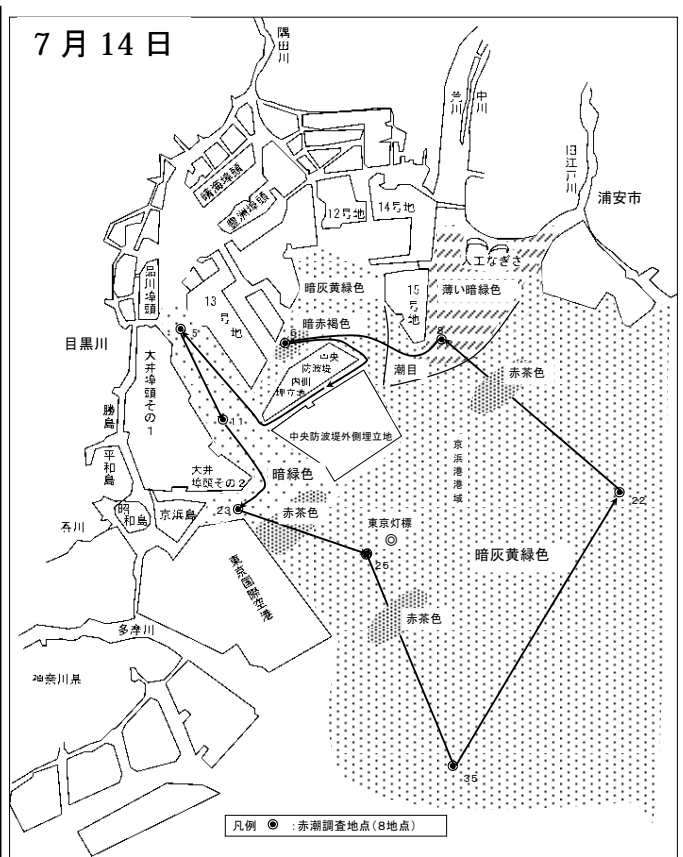 7月14日
隅田川
荒川
中川
旧江戸川
浦安市
晴海埠頭
豊洲埠頭
12号地
14号地
人工なぎさ
品川埠頭
13号地
暗灰黄緑色
15号地
薄い暗緑色
暗赤褐色
5
6
8
目黒川
中央
防波堤
内側
埋立地
潮目
赤茶色
大井埠頭その1
中央防波堤外側埋立地
勝島
11
京浜港港域
平和島
大井
埠頭その2
暗緑色
22
昭和島
京浜島
23
赤茶色
東京灯標
呑川
25
暗灰黄緑色
東京国際空港
赤茶色
多摩川
神奈川県
35
凡例 ◉ :赤潮調査地点(8地点)